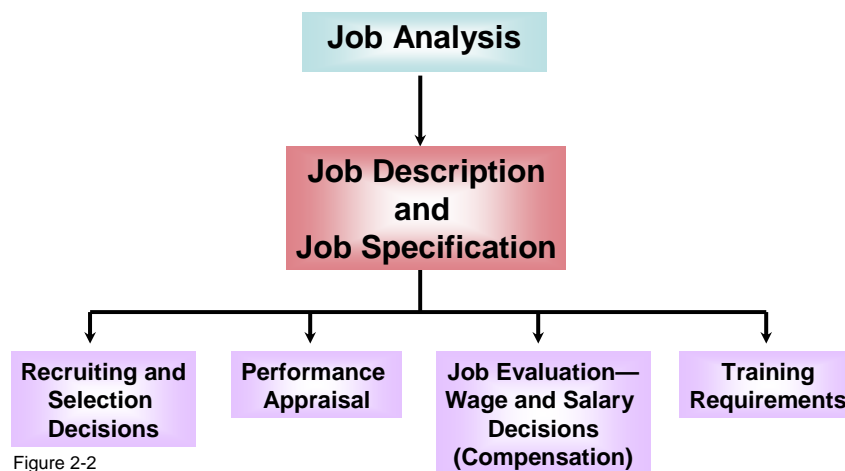 Job Analysis
Job Description
and
Job Specification
Recruiting and
Selection
Decisions
Performance
Appraisal
Job Evaluation—
Wage and Salary
Decisions
(Compensation)
Training
Requirements
Figure 2-2